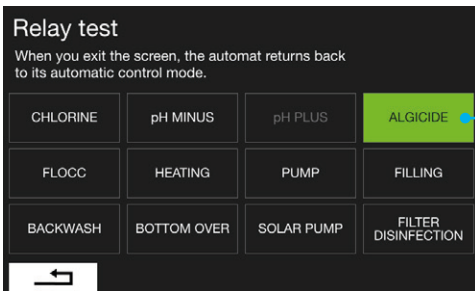 Relay test
When you exit the screen, the automat returns back
to its automatic control mode.
CHLORINE
pH MINUS
pH PLUS
ALGICIDE
FLOCC
HEATING
PUMP
FILLING
BACKWASH
BOTTOM OVER
SOLAR PUMP
FILTER
DISINFECTION